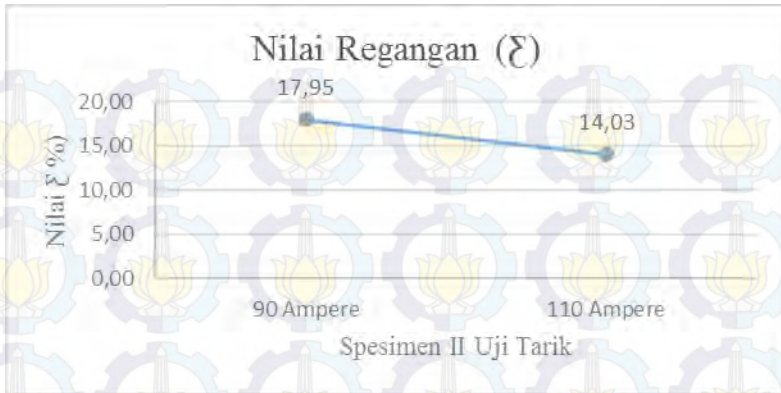 Nilai Regangan (Ƹ)
17,95
14,03
20,00
15,00
10,00
5,00
0,00
Nilai Ƹ %)
90 Ampere
110 Ampere
Spesimen II Uji Tarik